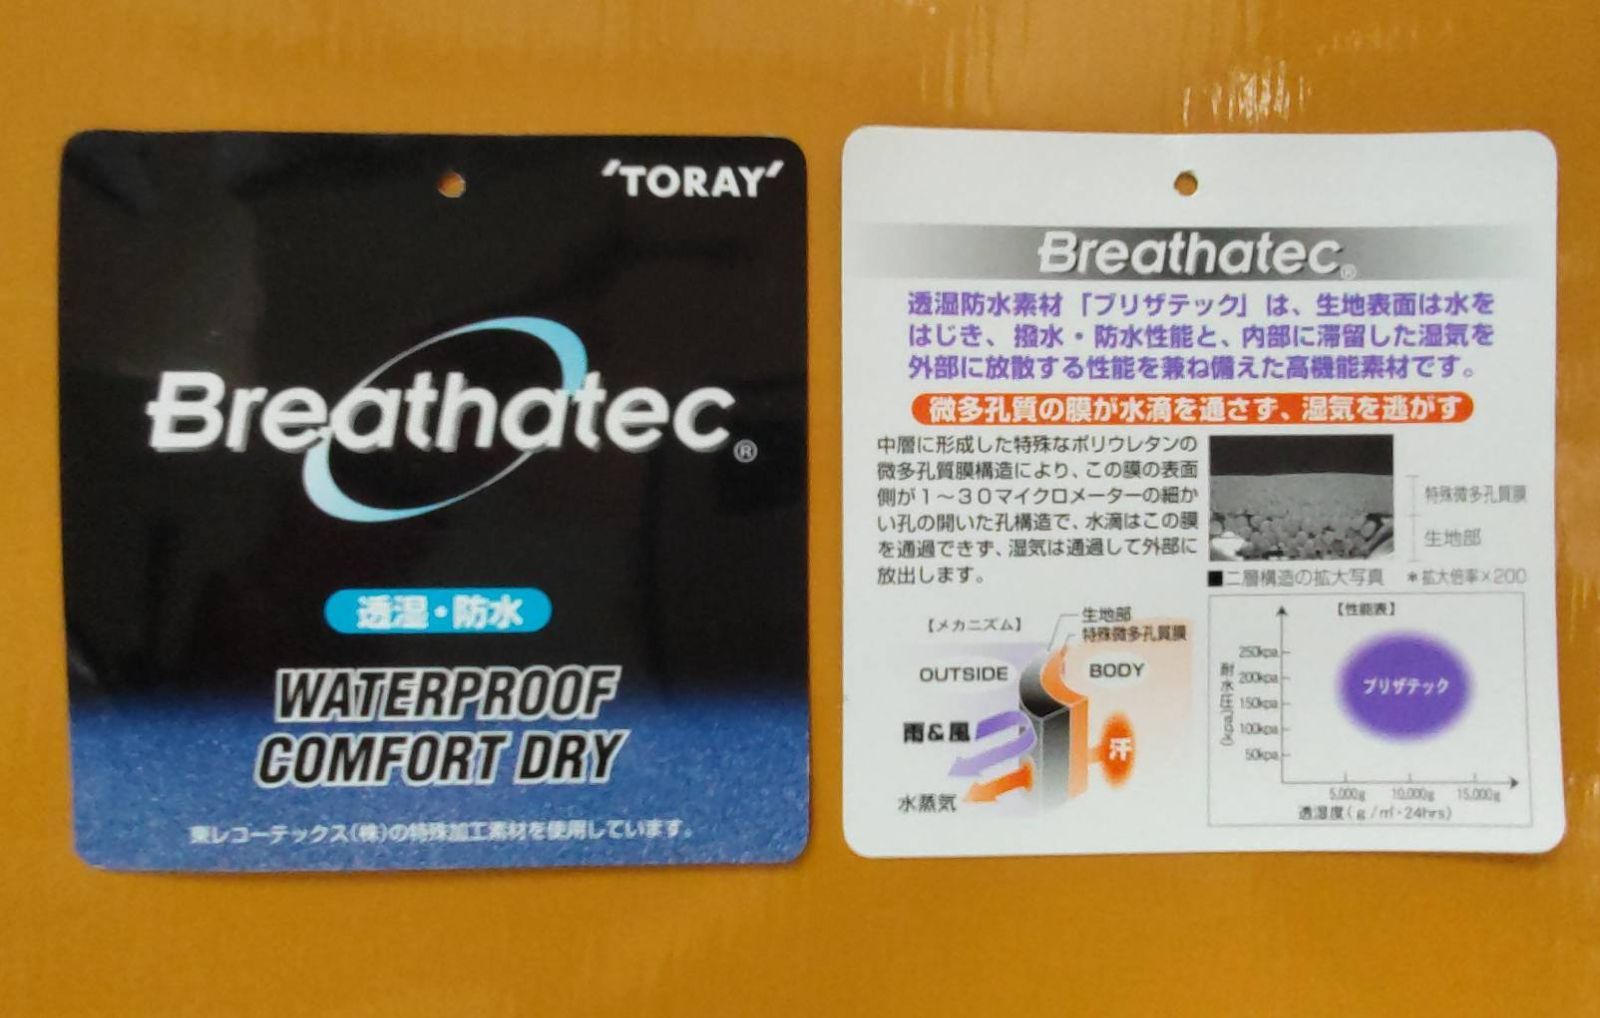 'TORAY'
Breathatec®
透湿・防水
WATERPROOF
COMFORT DRY
東レコーテックス(株)の特殊加工素材を使用しています。
Breathatec®
透湿防水素材「ブリザテック」は、生地表面は水を
はじき、撥水・防水性能と、内部に滞留した湿気を
外部に放散する性能を兼ね備えた高機能素材です。
微多孔質の膜が水滴を通さず、湿気を逃がす
中層に形成した特殊なポリウレタンの
微多孔質膜構造により、この膜の表面
側が1〜30マイクロメーターの細か
い孔の開いた孔構造で、水滴はこの膜
を通過できず、湿気は通過して外部に
放出します。
特殊微多孔質膜
生地部
■二層構造の拡大写真 *拡大倍率×200
【メカニズム】
生地部
特殊微多孔質膜
OUTSIDE
BODY
雨&風
汗
水蒸気
【性能表】
耐水圧(kpa)
250kpa
200kpa
150kpa
100kpa
50kpa
ブリザテック
5,000g 10,000g 15,000g
透湿度(g/㎡・24hrs)